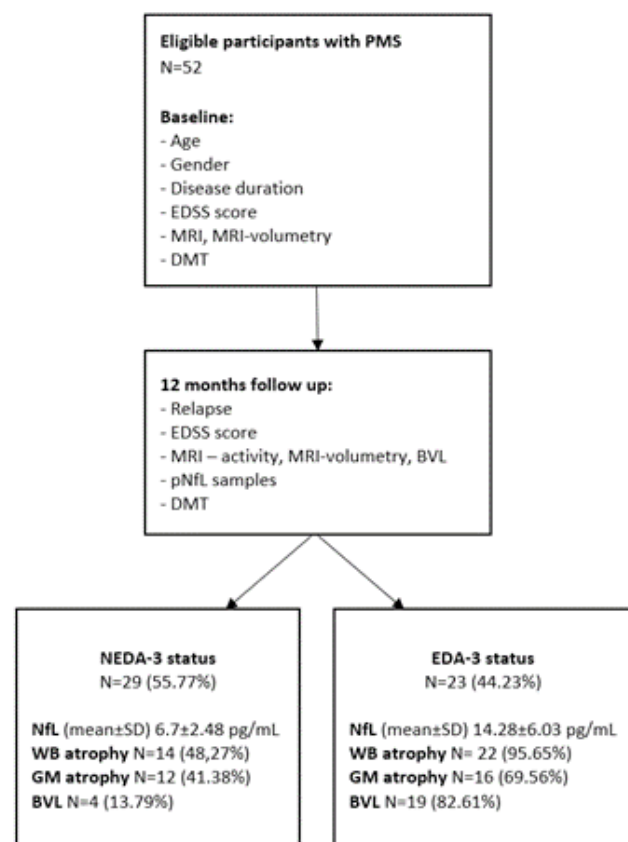 Eligible participants with PMS
N=52
Baseline:
- Age
- Gender
- Disease duration
- EDSS score
- MRI, MRI-volumetry
- DMT
12 months follow up:
- Relapse
- EDSS score
- MRI – activity, MRI-volumetry, BVL
- pNfL samples
- DMT
NEDA-3 status
N=29 (55.77%)
NfL (mean±SD) 6.7±2.48 pg/mL
WB atrophy N=14 (48,27%)
GM atrophy N=12 (41.38%)
BVL N=4 (13.79%)
EDA-3 status
N=23 (44.23%)
NfL (mean±SD) 14.28±6.03 pg/mL
WB atrophy N= 22 (95.65%)
GM atrophy N=16 (69.56%)
BVL N=19 (82.61%)